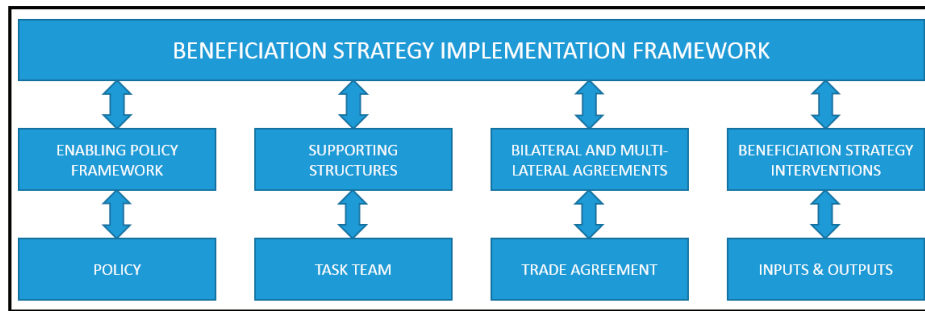 BENEFICIATION STRATEGY IMPLEMENTATION FRAMEWORK
ENABLING POLICY
FRAMEWORK
SUPPORTING
STRUCTURES
BILATERAL AND MULTI-
LATERAL AGREEMENTS
BENEFICIATION STRATEGY
INTERVENTIONS
POLICY
TASK TEAM
TRADE AGREEMENT
INPUTS & OUTPUTS